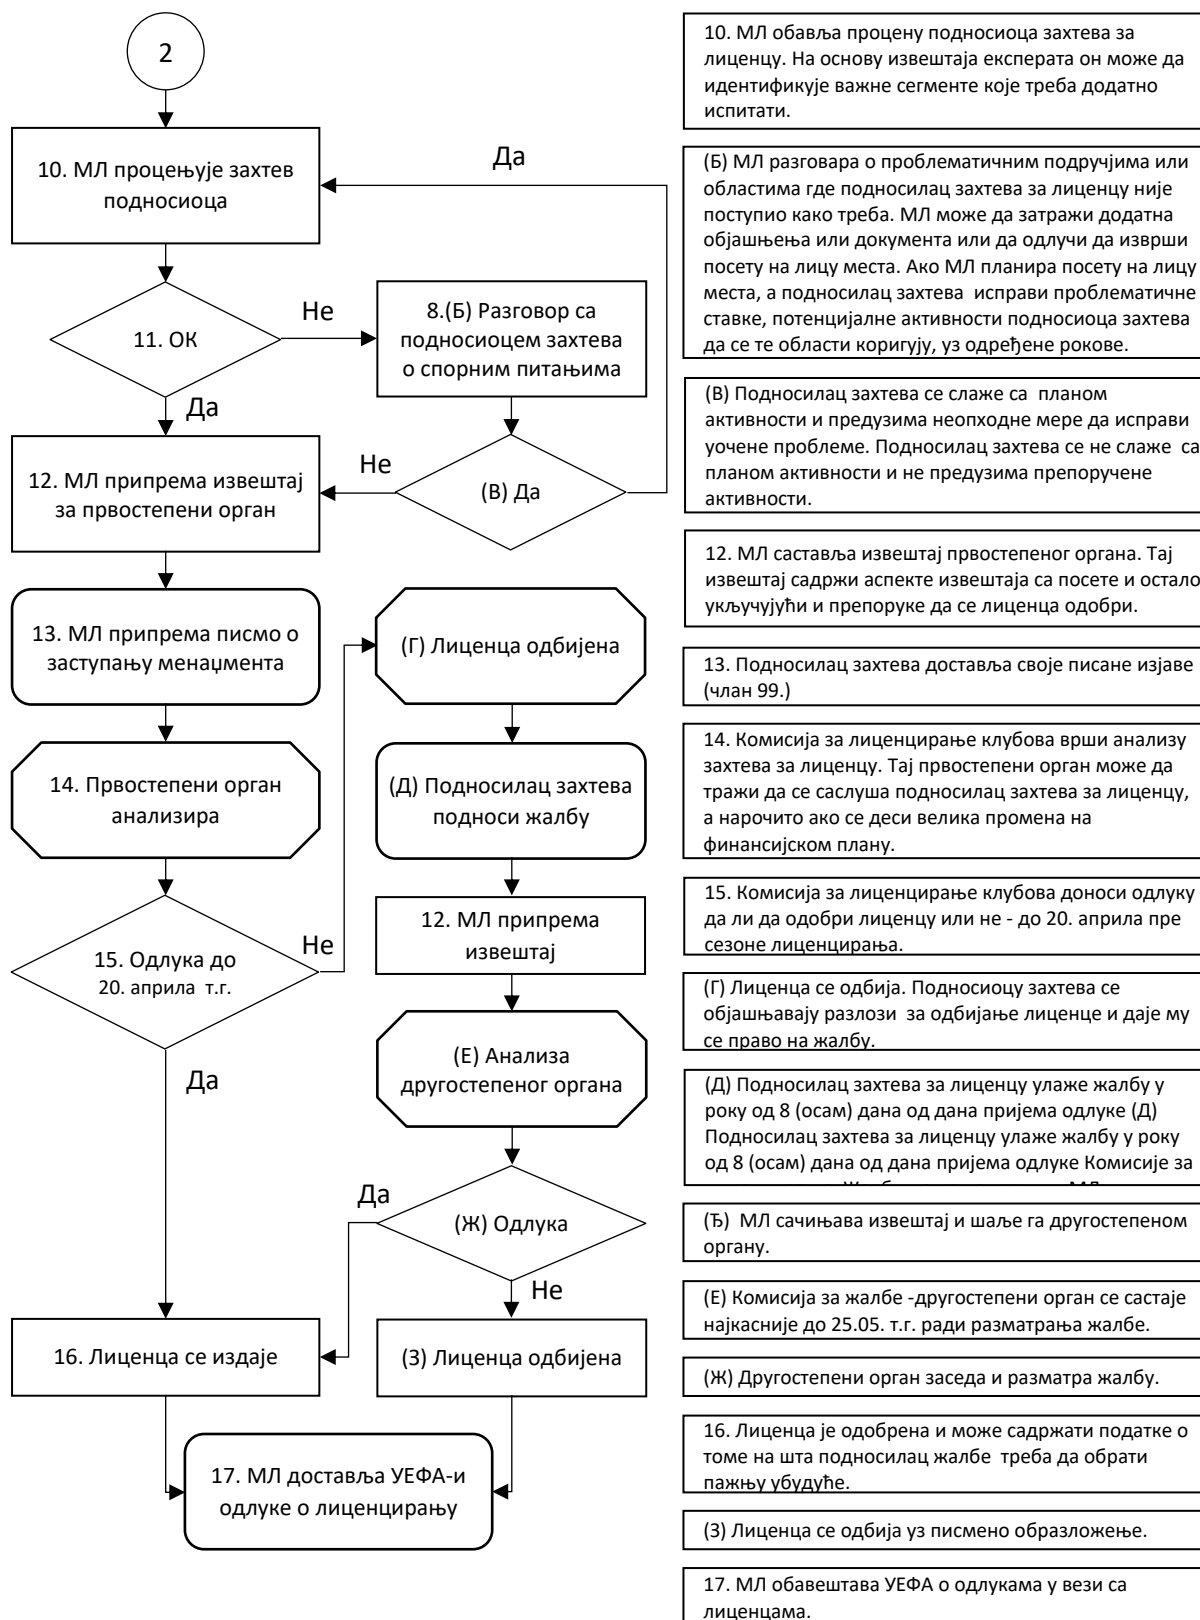 2
10. МЛ процењује захтев
подносиоца
Да
11. ОК
Не
8.(Б) Разговор са
подносиоцем захтева
о спорним питањима
Да
12. МЛ припрема извештај
за првостепени орган
Не
(В) Да
13. МЛ припрема писмо о
заступању менаџмента
(Г) Лиценца одбијена
14. Првостепени орган
анализира
(Д) Подносилац захтева
подноси жалбу
15. Одлука до
20. априла т.г.
Не
12. МЛ припрема
извештај
Да
(Е) Анализа
другостепеног органа
Да
(Ж) Одлука
Не
16. Лиценца се издаје
(З) Лиценца одбијена
17. МЛ доставља УЕФА-и
одлуке о лиценцирању
10. МЛ обавља процену подносиоца захтева за
лиценцу. На основу извештаја експерата он може да
идентификује важне сегменте које треба додатно
испитати.
(Б) МЛ разговара о проблематичним подручјима или
областима где подносилац захтева за лиценцу није
поступио како треба. МЛ може да затражи додатна
објашњења или документа или да одлучи да изврши
посету на лицу места. Ако МЛ планира посету на лицу
места, а подносилац захтева исправи проблематичне
ставке, потенцијалне активности подносиоца захтева
да се те области коригују, уз одређене рокове.
(В) Подносилац захтева се слаже са планом
активности и предузима неопходне мере да исправи
уочене проблеме. Подносилац захтева се не слаже са
планом активности и не предузима препоручене
активности.
12. МЛ саставља извештај првостепеног органа. Тај
извештај садржи аспекте извештаја са посете и остало
укључујући и препоруке да се лиценца одобри.
13. Подносилац захтева доставља своје писане изјаве
(члан 99.)
14. Комисија за лиценцирање клубова врши анализу
захтева за лиценцу. Тај првостепени орган може да
тражи да се саслуша подносилац захтева за лиценцу,
а нарочито ако се деси велика промена на
финансијском плану.
15. Комисија за лиценцирање клубова доноси одлуку
да ли да одобри лиценцу или не - до 20. априла пре
сезоне лиценцирања.
(Г) Лиценца се одбија. Подносиоцу захтева се
објашњавају разлози за одбијање лиценце и даје му
се право на жалбу.
(Д) Подносилац захтева за лиценцу улаже жалбу у
року од 8 (осам) дана од дана пријема одлуке (Д)
Подносилац захтева за лиценцу улаже жалбу у року
од 8 (осам) дана од дана пријема одлуке Комисије за
(Ђ) МЛ сачињава извештај и шаље га другостепеном
органу.
(Е) Комисија за жалбе -другостепени орган се састаје
најкасније до 25.05. т.г. ради разматрања жалбе.
(Ж) Другостепени орган заседа и разматра жалбу.
16. Лиценца је одобрена и може садржати податке о
томе на шта подносилац жалбе треба да обрати
пажњу убудуће.
(З) Лиценца се одбија уз писмено образложење.
17. МЛ обавештава УЕФА о одлукама у вези са
лиценцама.